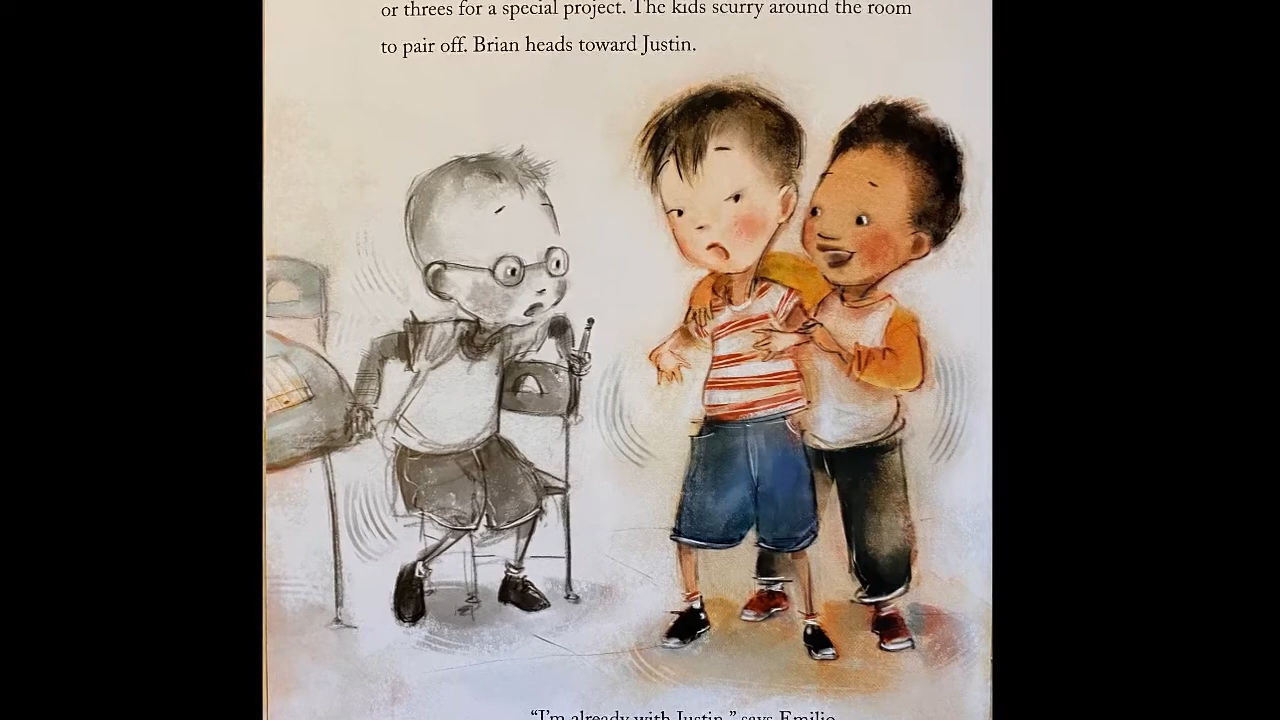 or threes for a special project. The kids scurry around the room
to pair off. Brian heads toward Justin.
“I’m already with Justin,” says Emilio.